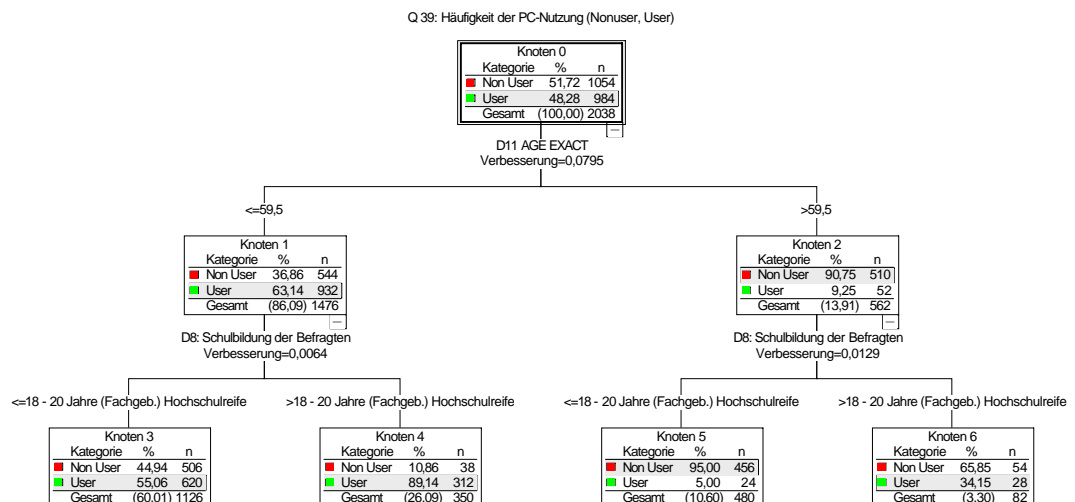 Q 39: Häufigkeit der PC-Nutzung (Nonuser, User)
Knoten 0
Kategorie % n
Non User 51,72 1054
User 48,28 984
Gesamt (100,00) 2038
D11 AGE EXACT
Verbesserung=0,0795
<=59,5
>59,5
Knoten 1
Kategorie % n
Non User 36,86 544
User 63,14 932
Gesamt (86,09) 1476
Knoten 2
Kategorie % n
Non User 90,75 510
User 9,25 52
Gesamt (13,91) 562
D8: Schulbildung der Befragten
Verbesserung=0,0064
D8: Schulbildung der Befragten
Verbesserung=0,0129
<=18 - 20 Jahre (Fachgeb.) Hochschulreife
>18 - 20 Jahre (Fachgeb.) Hochschulreife
<=18 - 20 Jahre (Fachgeb.) Hochschulreife
>18 - 20 Jahre (Fachgeb.) Hochschulreife
Knoten 3
Kategorie % n
Non User 44,94 506
User 55,06 620
Gesamt (60,01) 1126
Knoten 4
Kategorie % n
Non User 10,86 38
User 89,14 312
Gesamt (26,09) 350
Knoten 5
Kategorie % n
Non User 95,00 456
User 5,00 24
Gesamt (10,60) 480
Knoten 6
Kategorie % n
Non User 65,85 54
User 34,15 28
Gesamt (3,30) 82